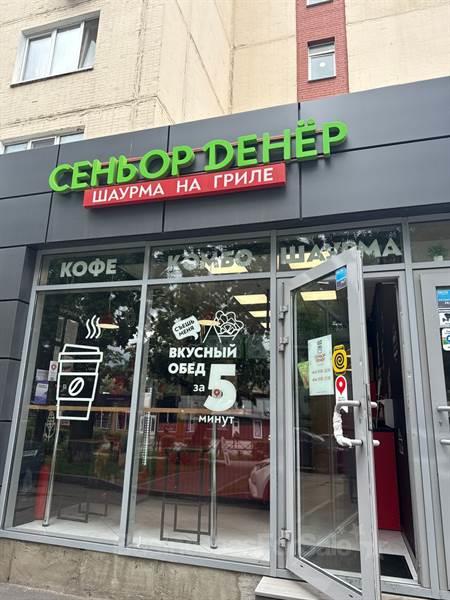 СЕНЬОР ДЕНЁР
ШАУРМА НА ГРИЛЕ
КОФЕ
КОМБО
ШАУРМА
СЪЕШЬ
МЕНЯ
ВКУСНЫЙ
ОБЕД
за
5
минут